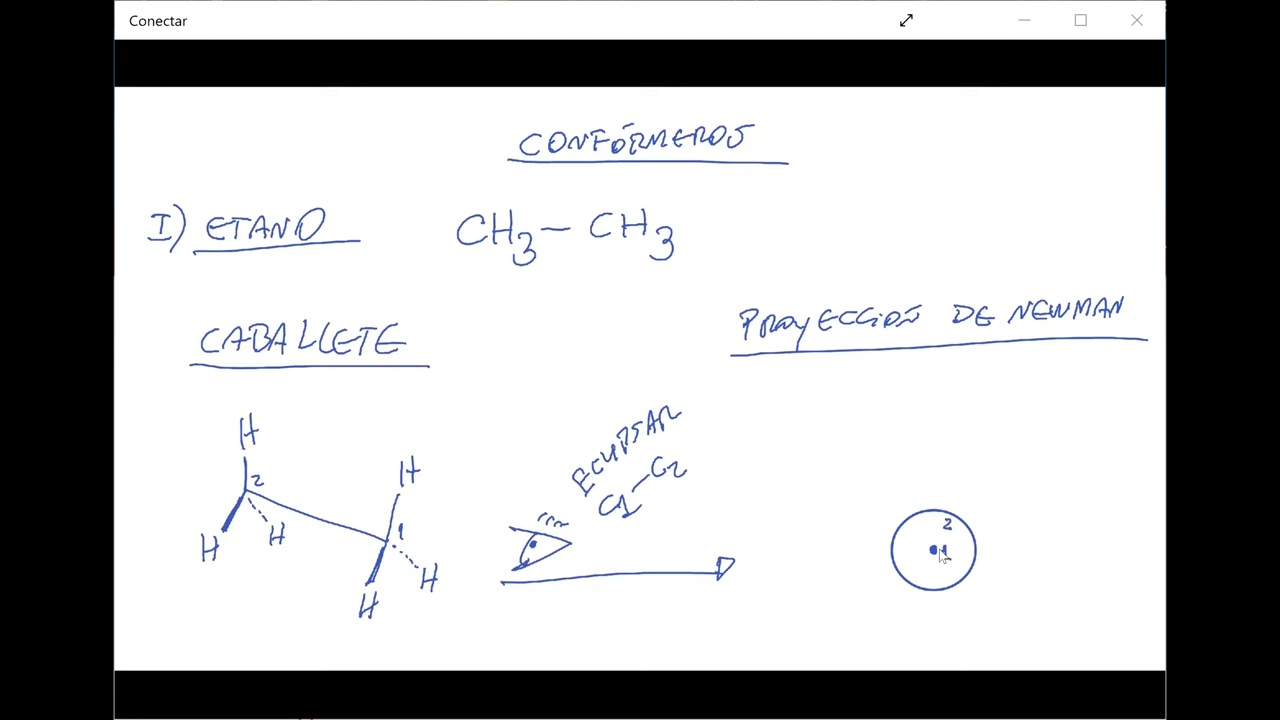 Conectar
CONFÓRMEROS
I) ETANO CH3 — CH3
CABALLETE
PROYECCIÓN DE NEWMAN
H
2
H
H
H
1
H
H
ECLIPSAR
C1 — C2
2
1